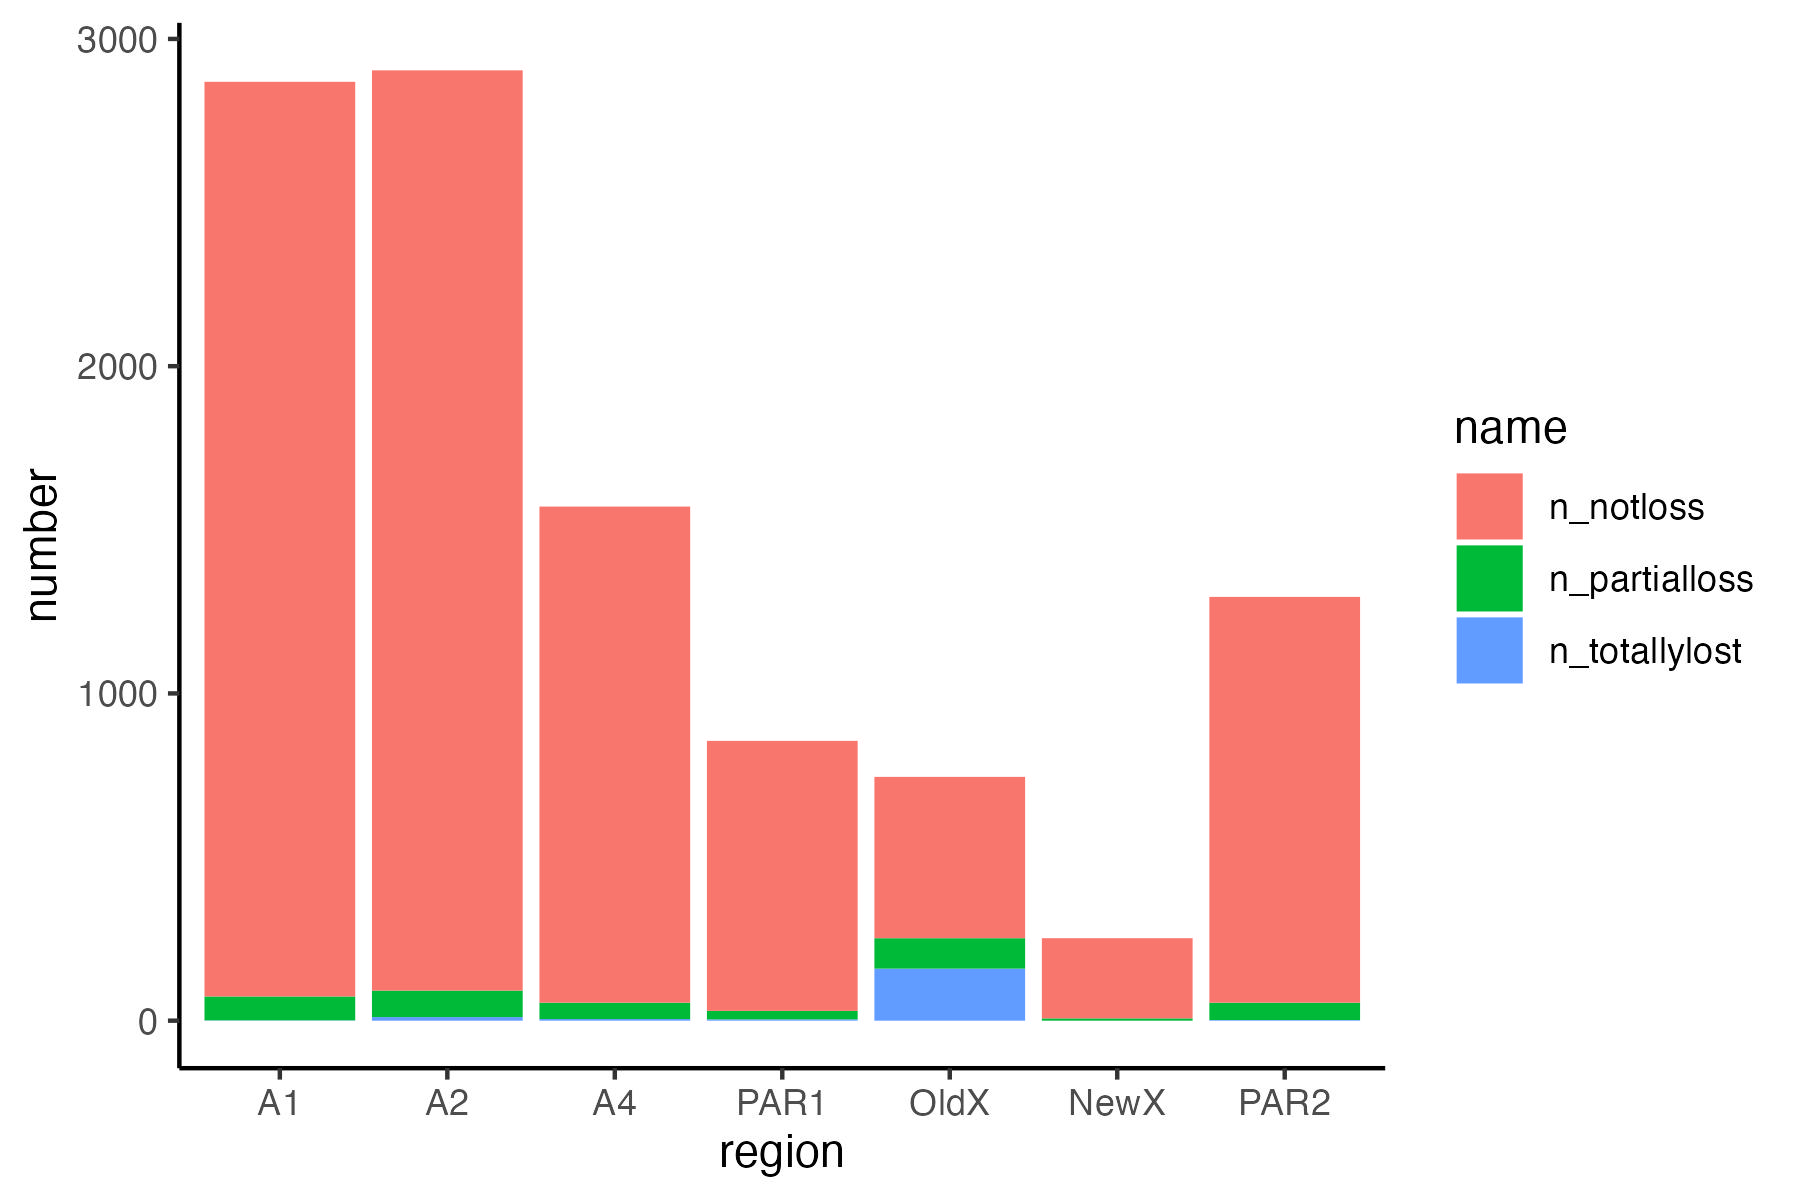 3000
2000
1000
0
number
A1 A2 A4 PAR1 OldX NewX PAR2
region
name
n_notloss
n_partialloss
n_totallylost